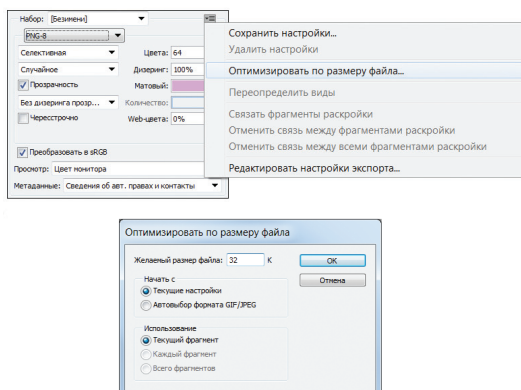 Набор: [Безимени]
PNG-8
Селективная Цвета: 64
Случайное Дизеринг: 100%
Прозрачность Матовый:
Без дизеринга прозр... Количество:
Чересстрочно Web-цвета: 0%
Преобразовать в sRGB
Просмотр: Цвет монитора
Метаданные: Сведения об авт. правах и контакты
Сохранить настройки...
Удалить настройки
Оптимизировать по размеру файла...
Переопределить виды
Связать фрагменты раскройки
Отменить связь между фрагментами раскройки
Отменить связь между всеми фрагментами раскройки
Редактировать настройки экспорта...
Оптимизировать по размеру файла
Желаемый размер файла: 32 K OK
Отмена
Начать с
Текущие настройки
Автовыбор формата GIF/JPEG
Использование
Текущий фрагмент
Каждый фрагмент
Всего фрагментов